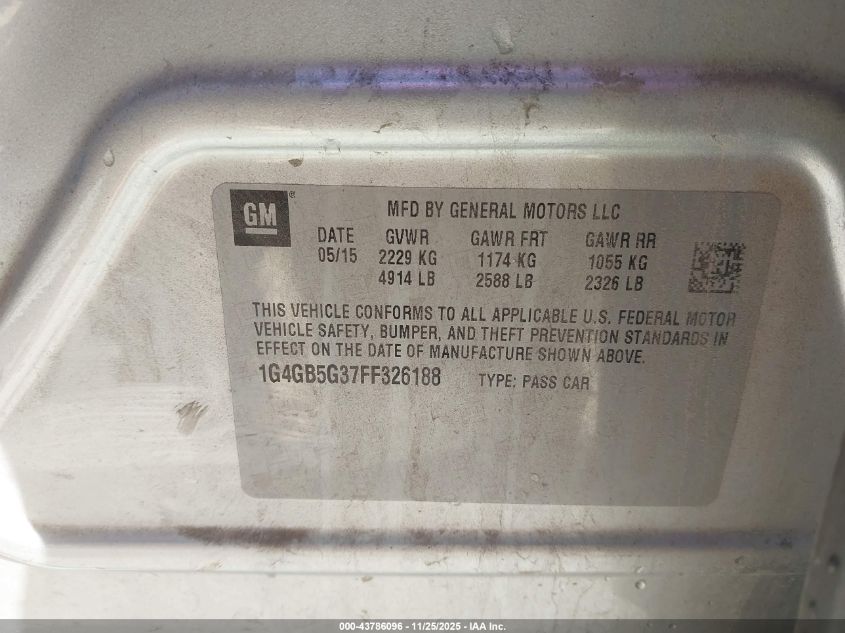 GM®
MFD BY GENERAL MOTORS LLC
DATE GVWR GAWR FRT GAWR RR
05/15 2229 KG 1174 KG 1055 KG
4914 LB 2588 LB 2326 LB
THIS VEHICLE CONFORMS TO ALL APPLICABLE U.S. FEDERAL MOTOR
VEHICLE SAFETY, BUMPER, AND THEFT PREVENTION STANDARDS IN
EFFECT ON THE DATE OF MANUFACTURE SHOWN ABOVE.
1G4GB5G37FF326188 TYPE: PASS CAR
000-43786096 - 11/25/2025 - IAA Inc.